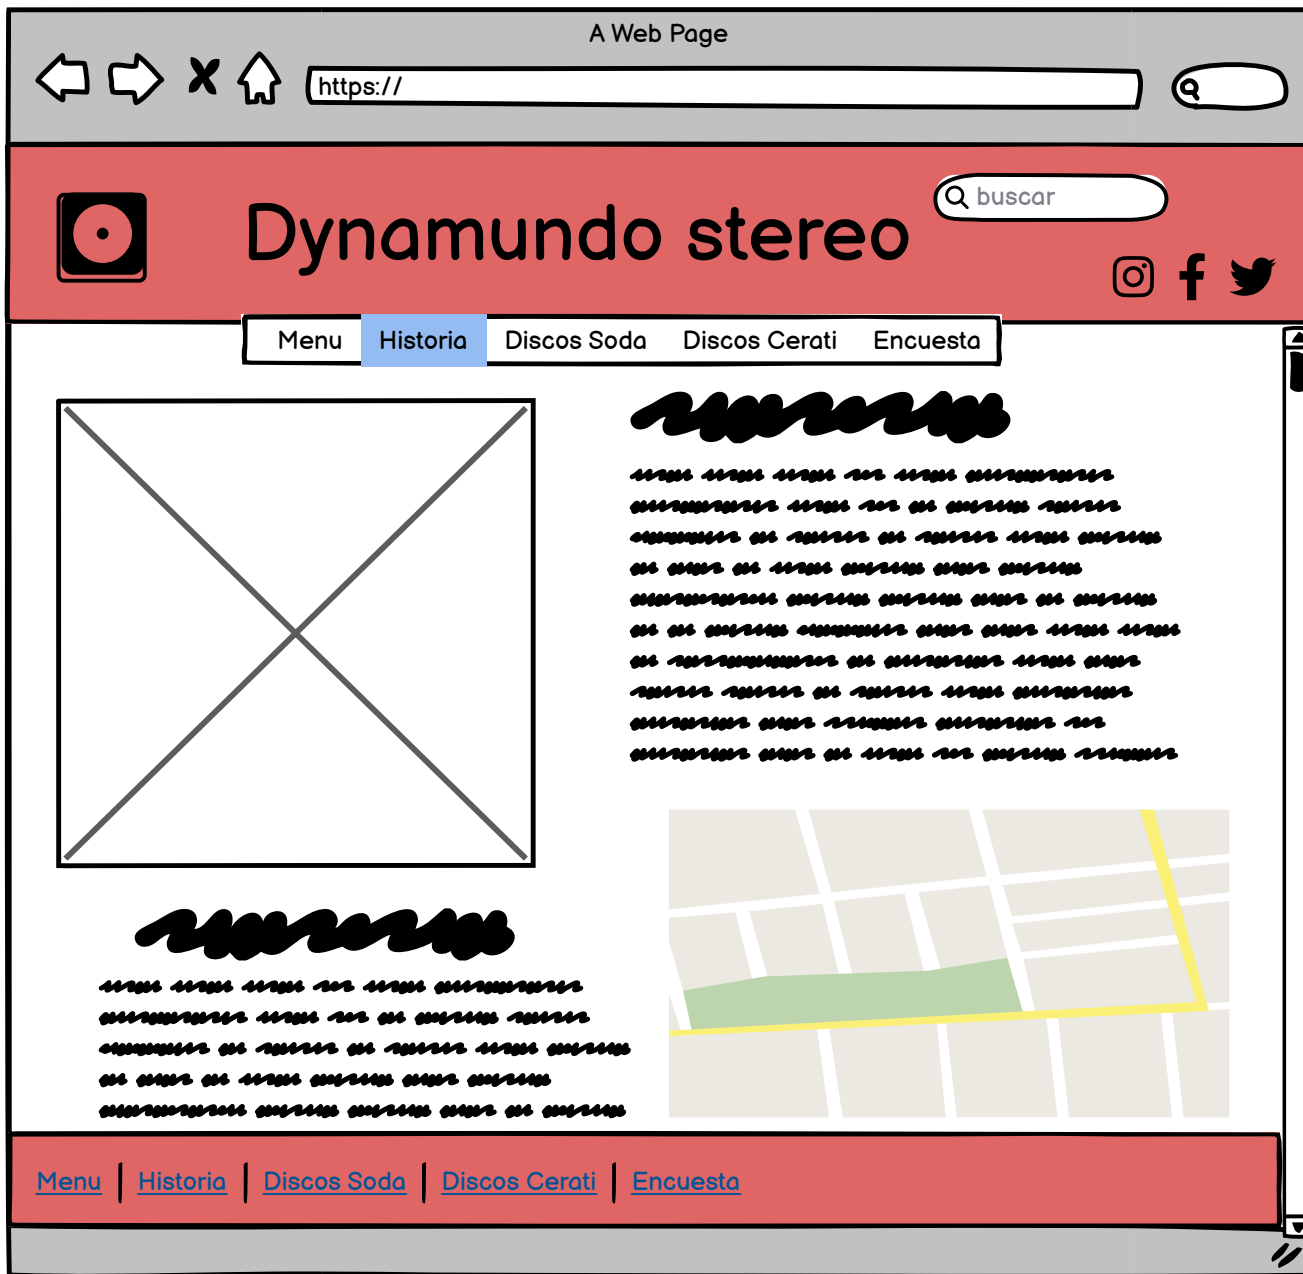 A Web Page
https://
buscar
Dynamundo stereo
Menu Historia Discos Soda Discos Cerati Encuesta
Menu Historia Discos Soda Discos Cerati Encuesta